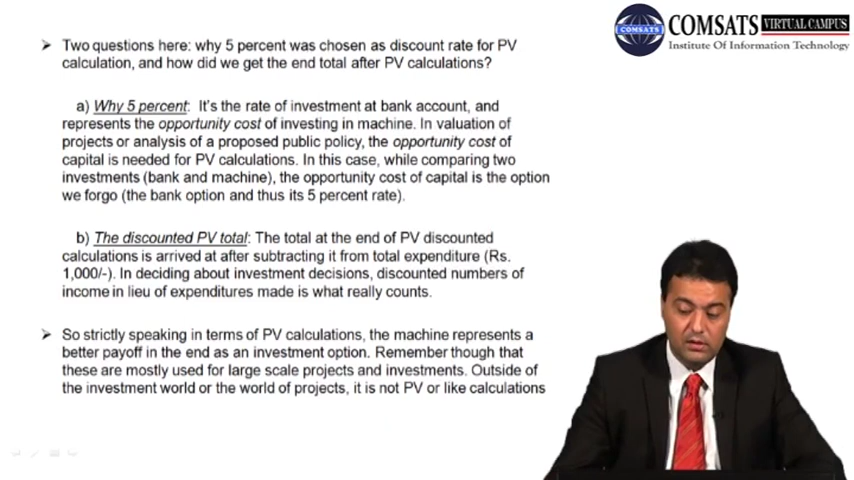 COMSATS VIRTUAL CAMPUS
Institute Of Information Technology
COMSATS
Two questions here: why 5 percent was chosen as discount rate for PV
calculation, and how did we get the end total after PV calculations?
a) Why 5 percent: It's the rate of investment at bank account, and
represents the opportunity cost of investing in machine. In valuation of
projects or analysis of a proposed public policy, the opportunity cost of
capital is needed for PV calculations. In this case, while comparing two
investments (bank and machine), the opportunity cost of capital is the option
we forgo (the bank option and thus its 5 percent rate).
b) The discounted PV total: The total at the end of PV discounted
calculations is arrived at after subtracting it from total expenditure (Rs.
1,000/-). In deciding about investment decisions, discounted numbers of
income in lieu of expenditures made is what really counts.
So strictly speaking in terms of PV calculations, the machine represents a
better payoff in the end as an investment option. Remember though that
these are mostly used for large scale projects and investments. Outside of
the investment world or the world of projects, it is not PV or like calculations